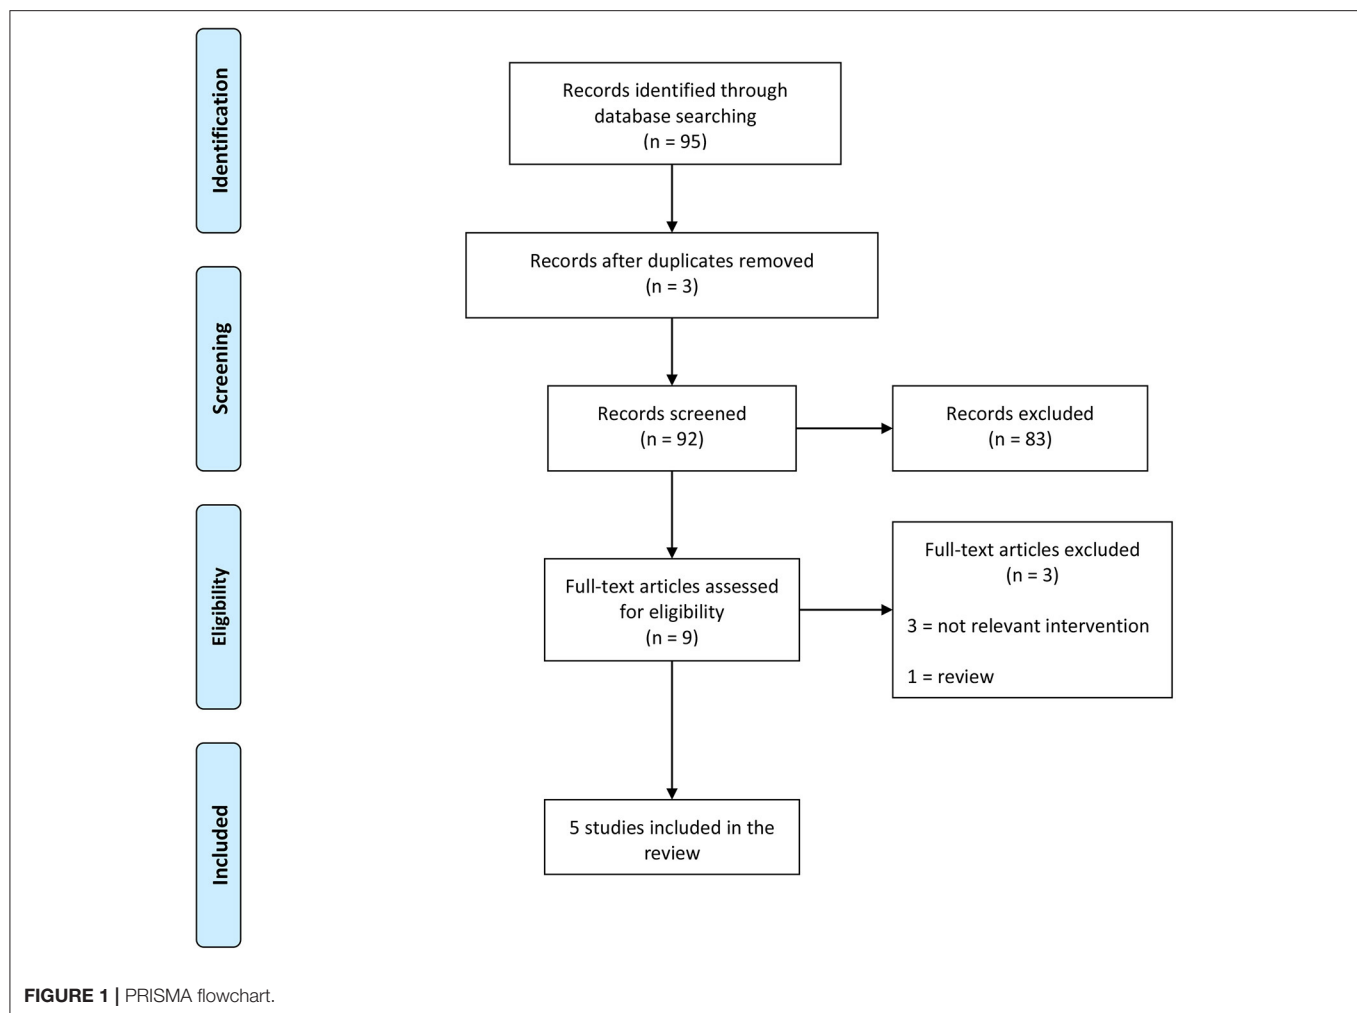 Identification
Records identified through
database searching
(n = 95)
Records after duplicates removed
(n = 3)
Screening
Records screened
(n = 92)
Records excluded
(n = 83)
Eligibility
Full-text articles assessed
for eligibility
(n = 9)
Full-text articles excluded
(n = 3)
3 = not relevant intervention
1 = review
Included
5 studies included in the
review
FIGURE 1 | PRISMA flowchart.